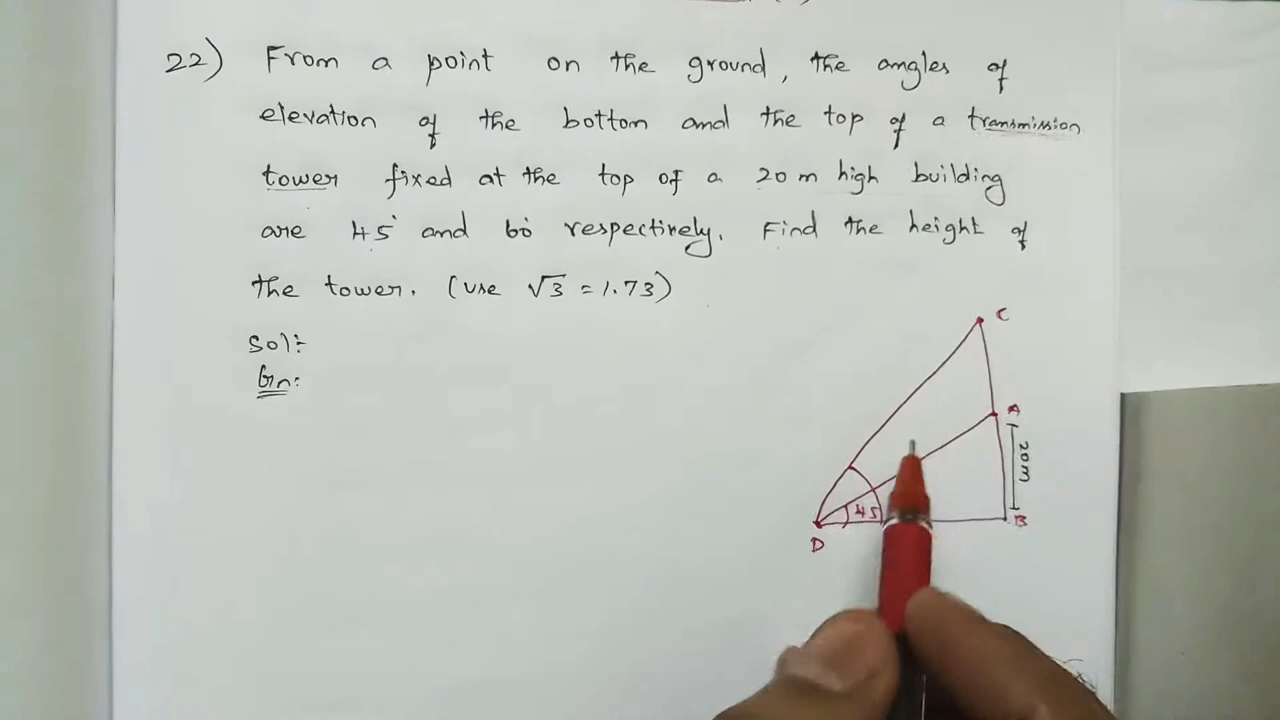 22) From a point on the ground, the angles of
elevation of the bottom and the top of a transmission
tower fixed at the top of a 20 m high building
are 45° and 60° respectively. Find the height of
the tower. (use √3 = 1.73)
Sol:
Gn:
C
A
20m
45
B
D